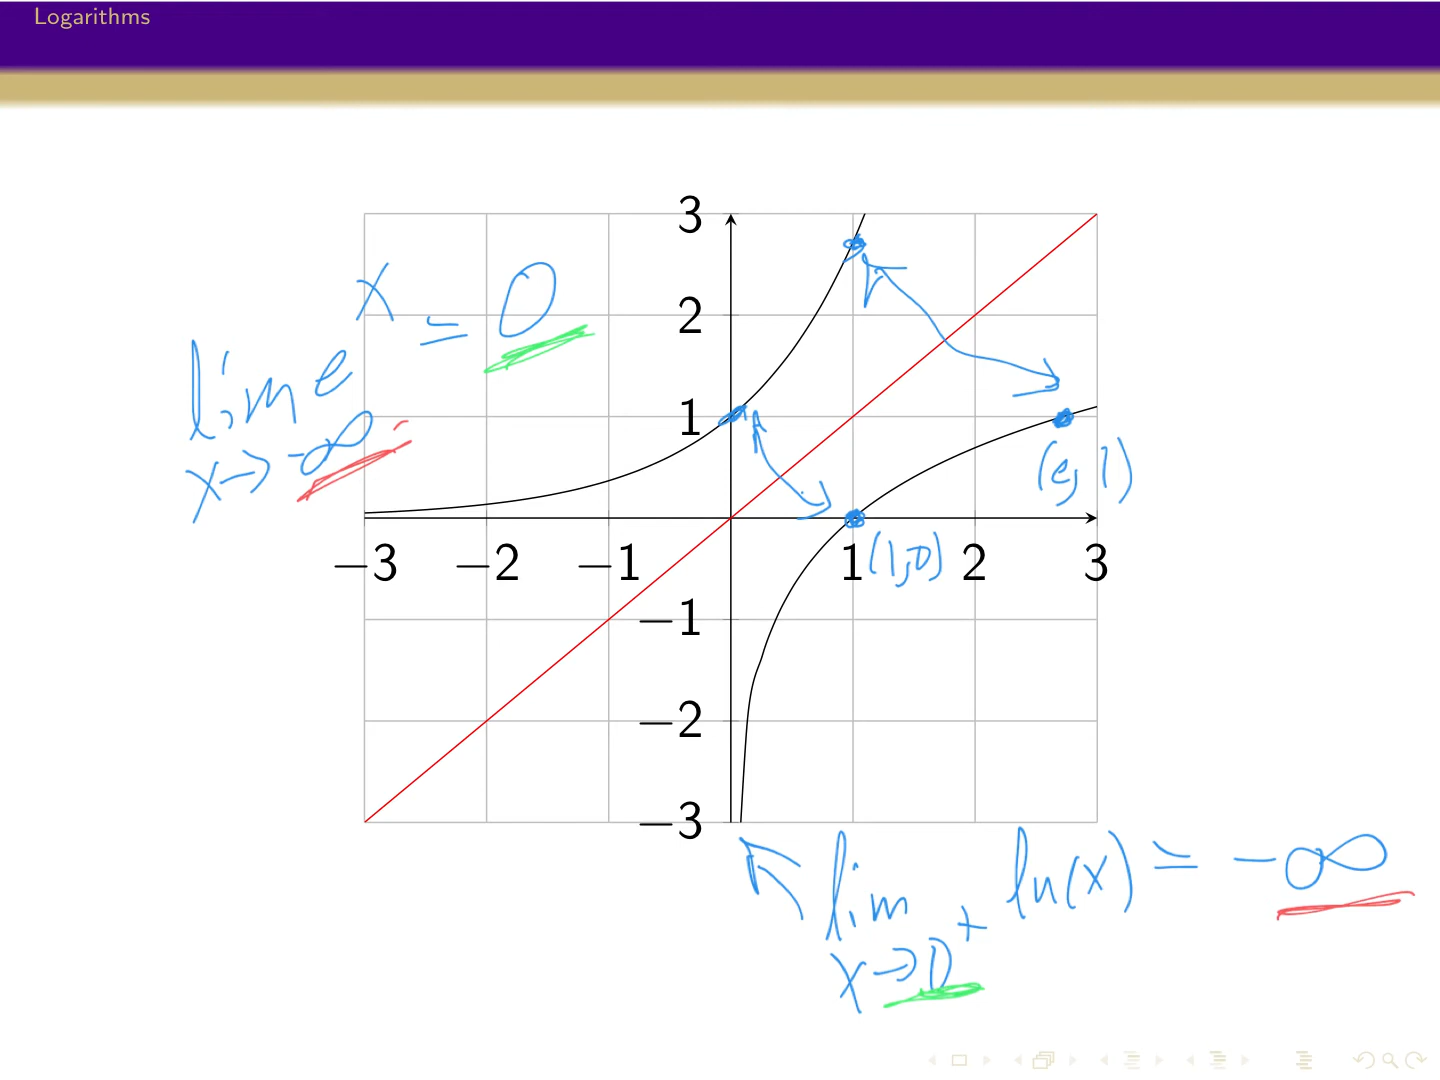 Logarithms
3
2
1
−3 −2 −1 1 2 3
−1
−2
−3
lim eˣ = 0
x→-∞
(e, 1)
(1,0)
lim ln(x) = -∞
x→0⁺